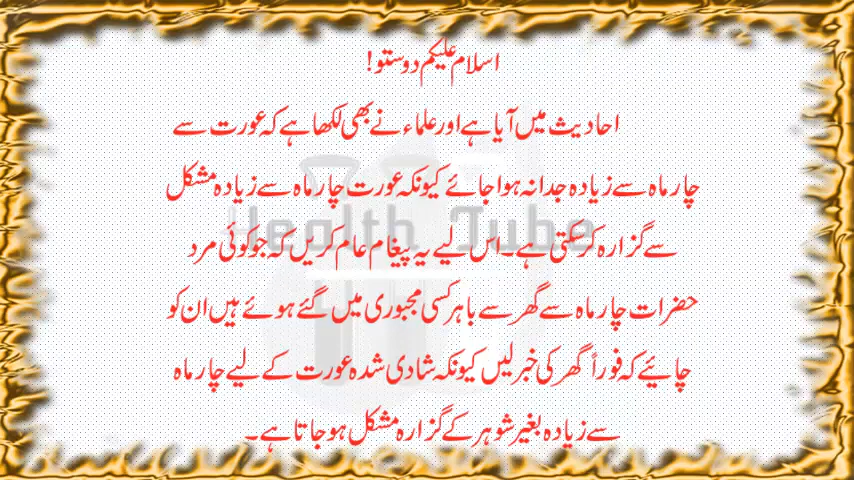 اسلام علیکم دوستو!
احادیث میں آیا ہے اور علماء نے بھی لکھا ہے کہ عورت سے
چار ماہ سے زیادہ جدا نہ ہوا جائے کیونکہ عورت چار ماہ سے زیادہ مشکل
سے گزارہ کر سکتی ہے۔ اس لیے یہ پیغام عام کریں کہ جو کوئی مرد
حضرات چار ماہ سے گھر سے باہر کسی مجبوری میں گئے ہوئے ہیں ان کو
چائیے کہ فوراً گھر کی خبر لیں کیونکہ شادی شدہ عورت کے لیے چار ماہ
سے زیادہ بغیر شوہر کے گزارہ مشکل ہو جاتا ہے۔
Health Tube